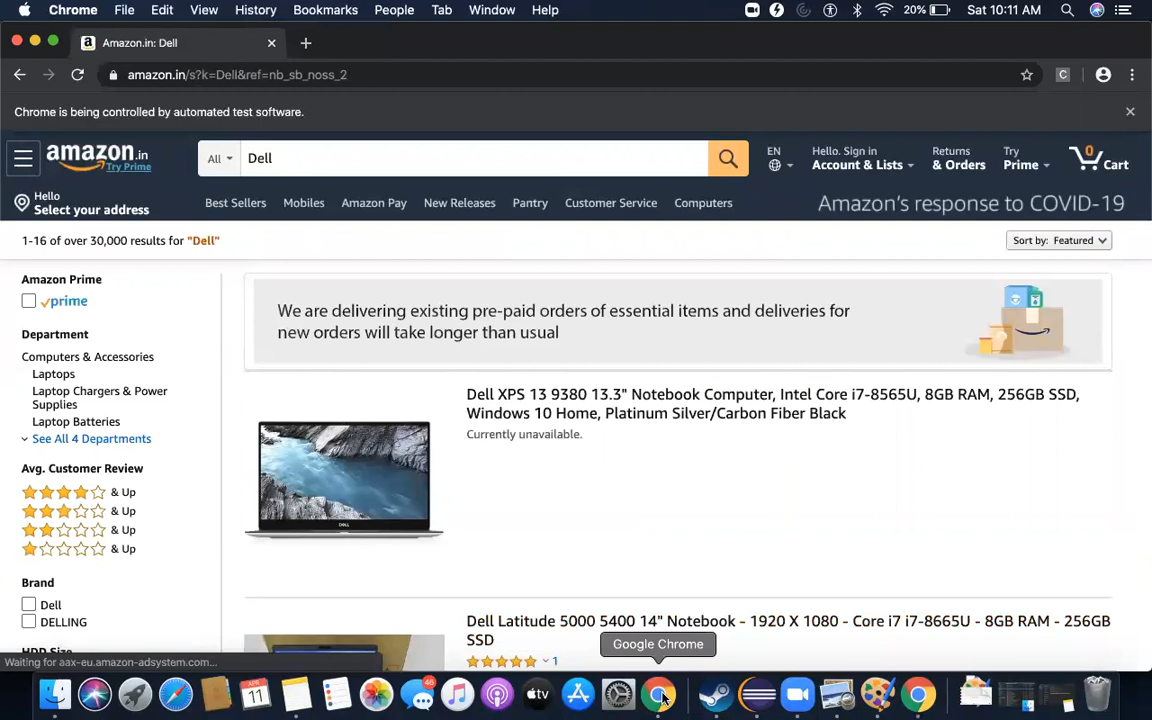 Chrome File Edit View History Bookmarks People Tab Window Help 20% Sat 10:11 AM
Amazon.in: Dell
amazon.in/s?k=Dell&ref=nb_sb_noss_2 C
Chrome is being controlled by automated test software.
amazon.in
Try Prime
All
Dell
EN
Hello. Sign in
Account & Lists
Returns
& Orders
Try
Prime
0
Cart
Hello
Select your address
Best Sellers Mobiles Amazon Pay New Releases Pantry Customer Service Computers
Amazon's response to COVID-19
1-16 of over 30,000 results for "Dell"
Sort by: Featured
Amazon Prime
prime
Department
Computers & Accessories
Laptops
Laptop Chargers & Power
Supplies
Laptop Batteries
See All 4 Departments
Avg. Customer Review
& Up
& Up
& Up
& Up
Brand
Dell
DELLING
HDD Size
We are delivering existing pre-paid orders of essential items and deliveries for
new orders will take longer than usual
Dell XPS 13 9380 13.3" Notebook Computer, Intel Core i7-8565U, 8GB RAM, 256GB SSD,
Windows 10 Home, Platinum Silver/Carbon Fiber Black
Currently unavailable.
DELL
Dell Latitude 5000 5400 14" Notebook - 1920 X 1080 - Core i7 i7-8665U - 8GB RAM - 256GB
SSD
1
Google Chrome
Waiting for aax-eu.amazon-adsystem.com...
APR
11
46
tv